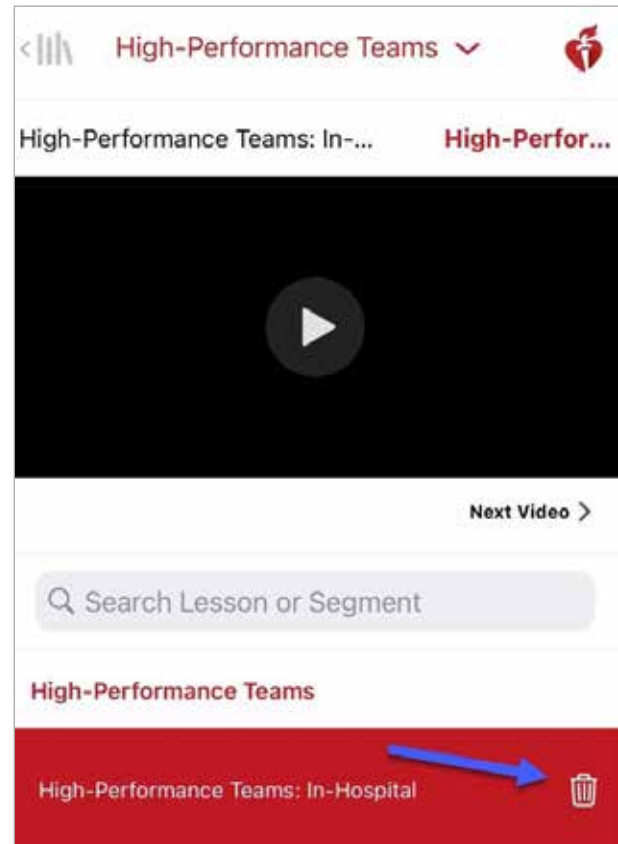 High-Performance Teams
High-Performance Teams: In-...
High-Perfor...
Next Video >
Search Lesson or Segment
High-Performance Teams
High-Performance Teams: In-Hospital